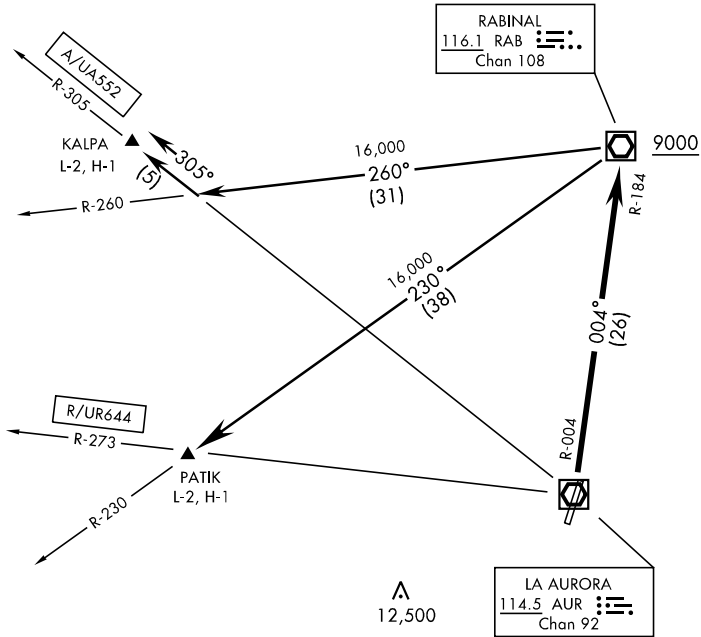 RABINAL
116.1 RAB
Chan 108
A/UA552
R-305
KALPA
L-2, H-1
305°
(5)
16,000
260°
(31)
9000
R-184
R-260
16,000
230°
(38)
004°
(26)
R/UR644
R-273
R-004
PATIK
L-2, H-1
R-230
12,500
LA AURORA
114.5 AUR
Chan 92